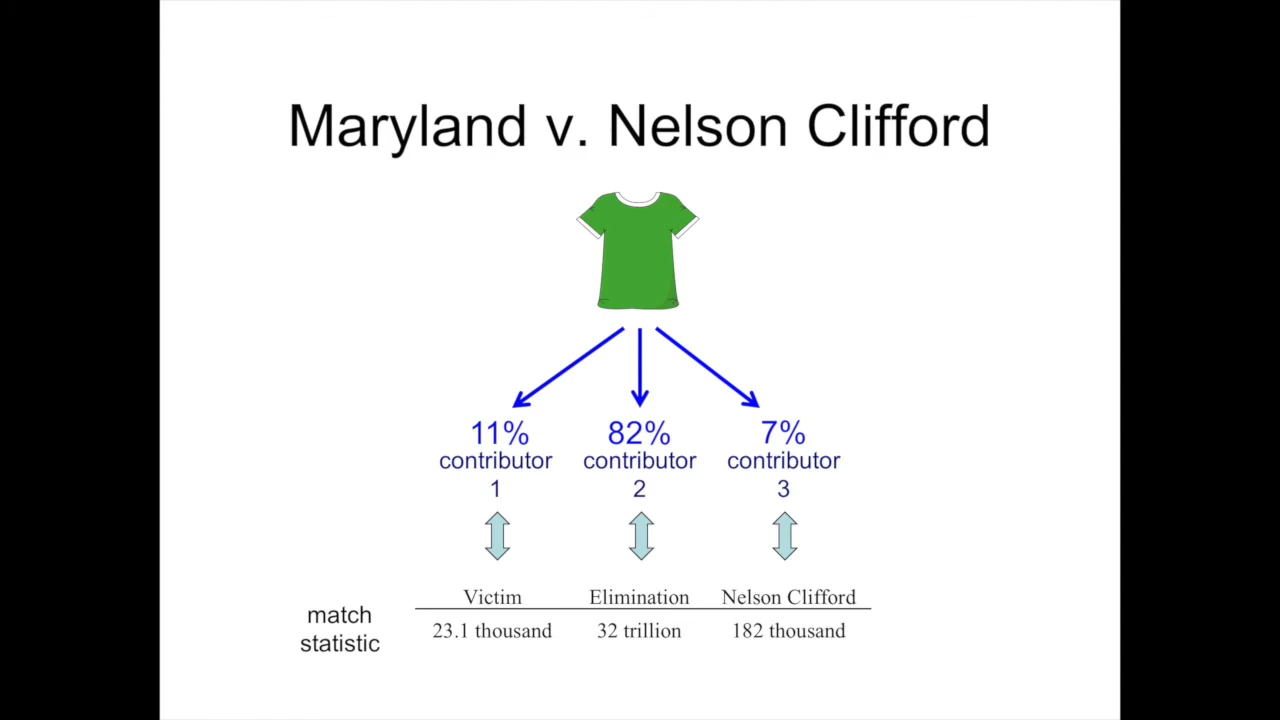 Maryland v. Nelson Clifford
11% 82% 7%
contributor contributor contributor
1 2 3
Victim Elimination Nelson Clifford
match
statistic
23.1 thousand 32 trillion 182 thousand